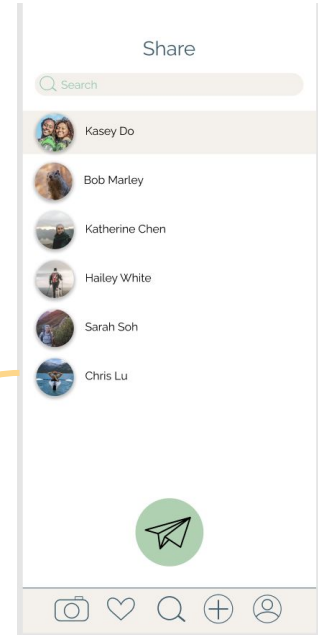 Share
Search
Kasey Do
Bob Marley
Katherine Chen
Hailey White
Sarah Soh
Chris Lu